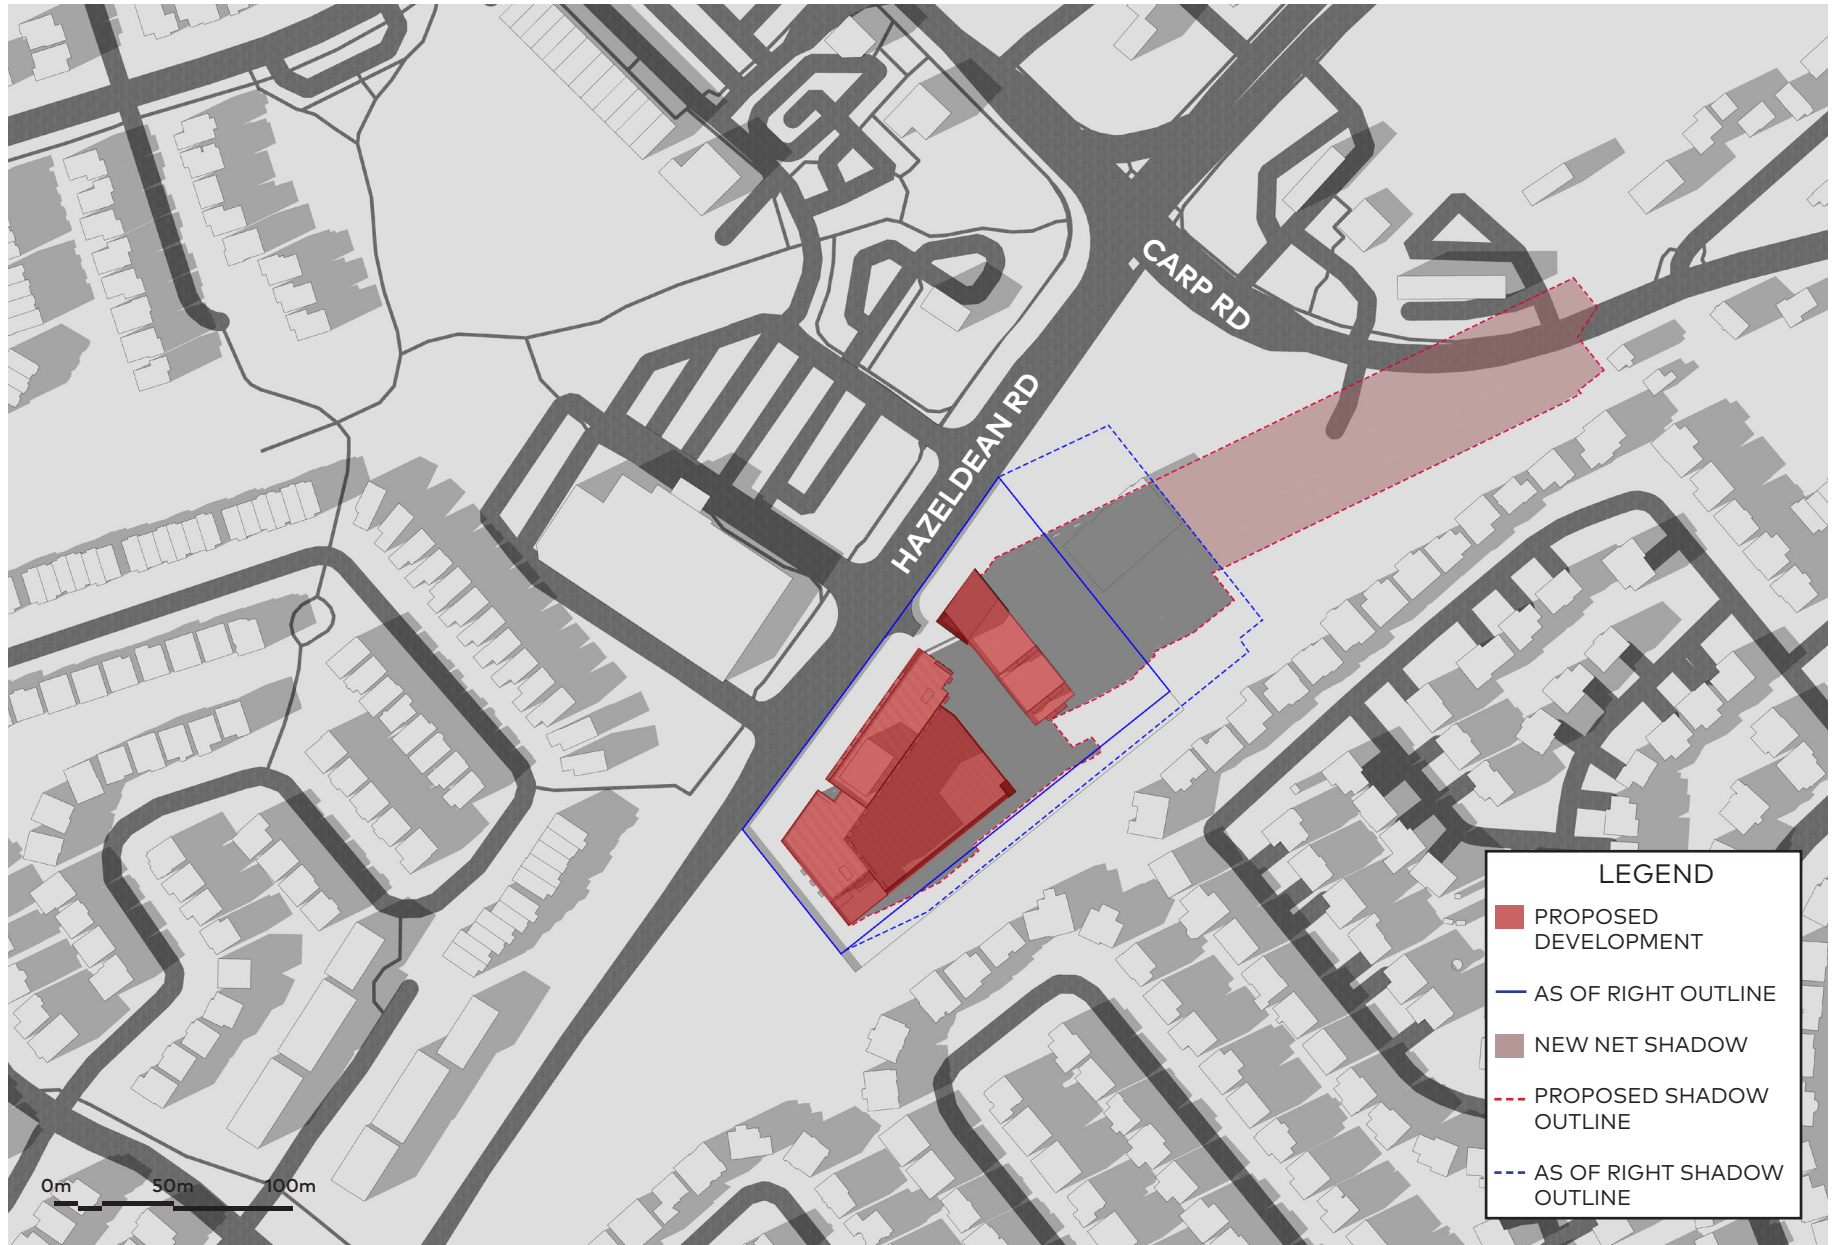 CARP RD
HAZELDEAN RD
LEGEND
PROPOSED
DEVELOPMENT
AS OF RIGHT OUTLINE
NEW NET SHADOW
PROPOSED SHADOW
OUTLINE
AS OF RIGHT SHADOW
OUTLINE
0m 50m 100m